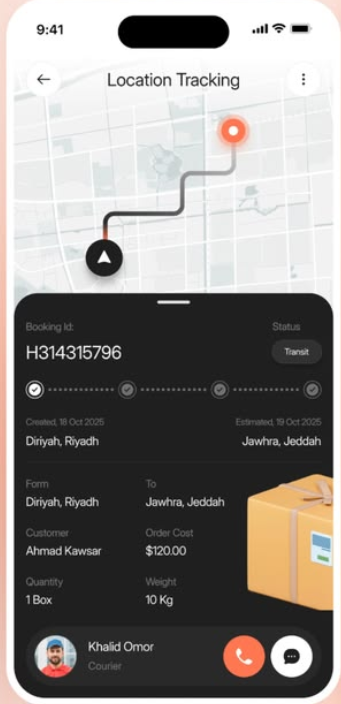 9:41
Location Tracking
Booking Id:
Status
H314315796
Transit
Created, 18 Oct 2025
Estimated, 19 Oct 2025
Diriyah, Riyadh
Jawhra, Jeddah
Form
To
Diriyah, Riyadh
Jawhra, Jeddah
Customer
Order Cost
Ahmad Kawsar
$120.00
Quantity
Weight
1 Box
10 Kg
Khalid Omor
Courier